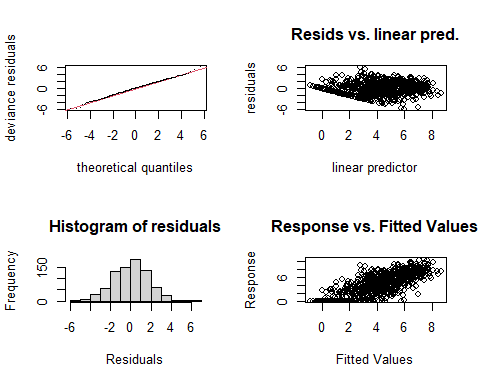 deviance residuals
-6 0 6
-6 -4 -2 0 2 4 6
theoretical quantiles
Resids vs. linear pred.
residuals
-6 0 6
0 2 4 6 8
linear predictor
Histogram of residuals
Frequency
0 150
-6 -4 -2 0 2 4 6
Residuals
Response vs. Fitted Values
Response
0 6
0 2 4 6 8
Fitted Values